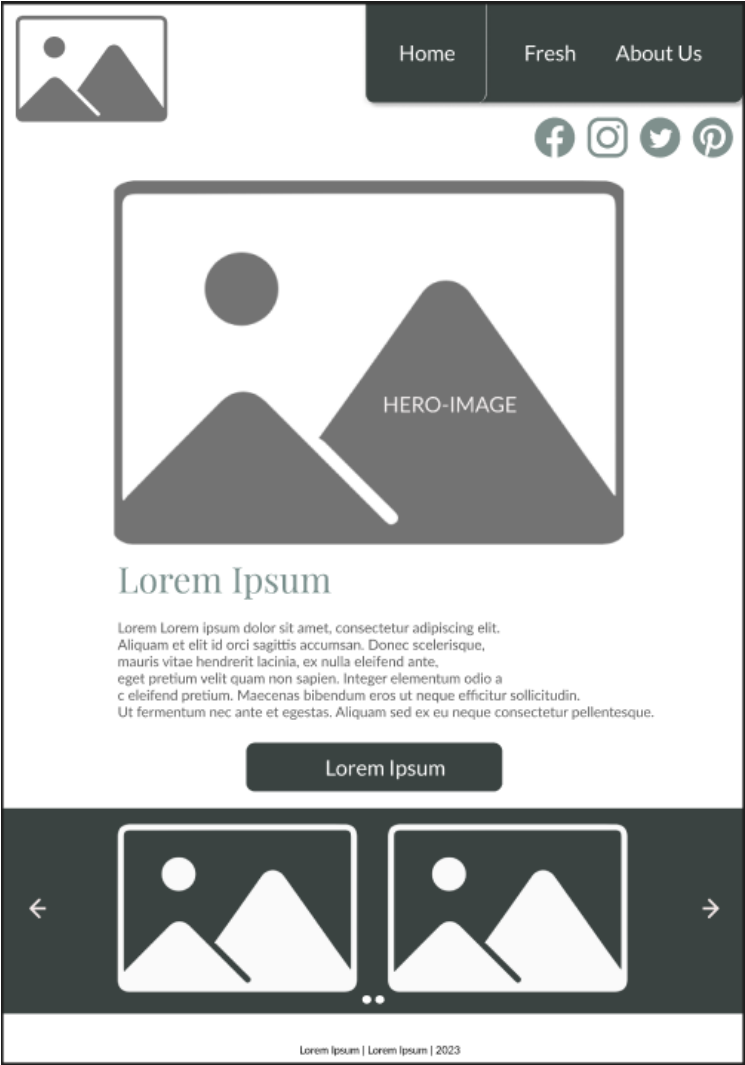 Home Fresh About Us
HERO-IMAGE
Lorem Ipsum
Lorem Lorem ipsum dolor sit amet, consectetur adipiscing elit.
Aliquam et elit id orci sagittis accumsan. Donec scelerisque,
mauris vitae hendrerit lacinia, ex nulla eleifend ante,
eget pretium velit quam non sapien. Integer elementum odio a
c eleifend pretium. Maecenas bibendum eros ut neque efficitur sollicitudin.
Ut fermentum nec ante et egestas. Aliquam sed ex eu neque consectetur pellentesque.
Lorem Ipsum
Lorem Ipsum | Lorem Ipsum | 2023